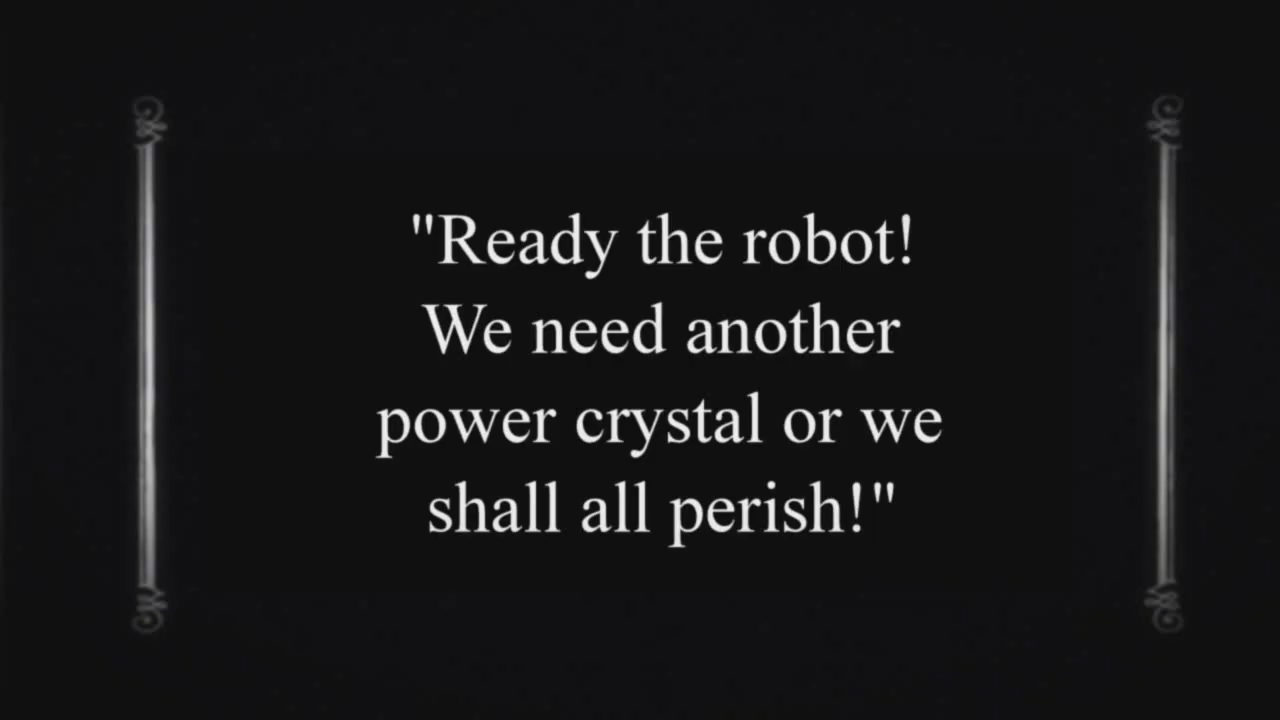 "Ready the robot!
We need another
power crystal or we
shall all perish!"